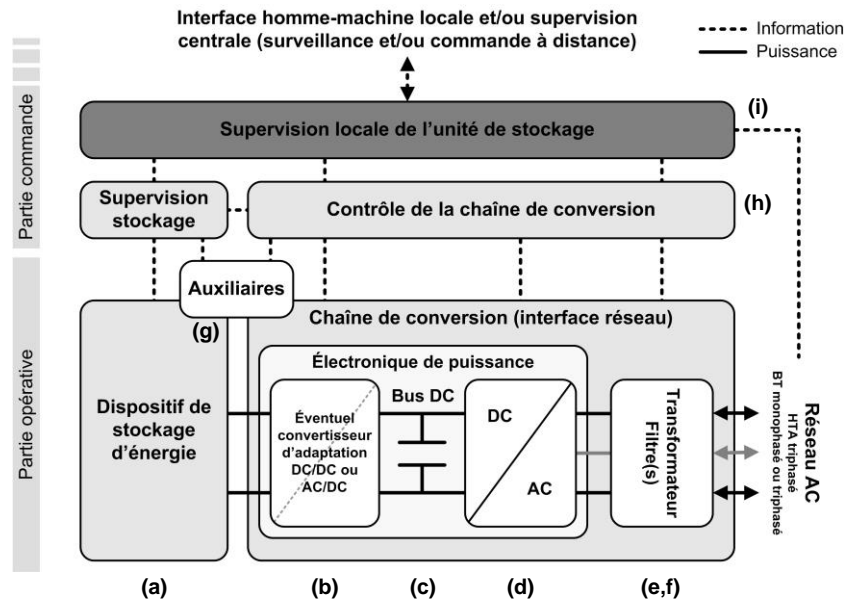 Interface homme-machine locale et/ou supervision
centrale (surveillance et/ou commande à distance)
Information
Puissance
Partie commande
(i)
Supervision locale de l'unité de stockage
Supervision
stockage
Contrôle de la chaîne de conversion
(h)
Auxiliaires
(g)
Partie opérative
Chaîne de conversion (interface réseau)
Électronique de puissance
Dispositif de
stockage
d'énergie
Éventuel
convertisseur
d'adaptation
DC/DC ou
AC/DC
Bus DC
DC
AC
Transformateur
Filtre(s)
Réseau AC
HTA triphasé
BT monophasé ou triphasé
(a)
(b)
(c)
(d)
(e,f)